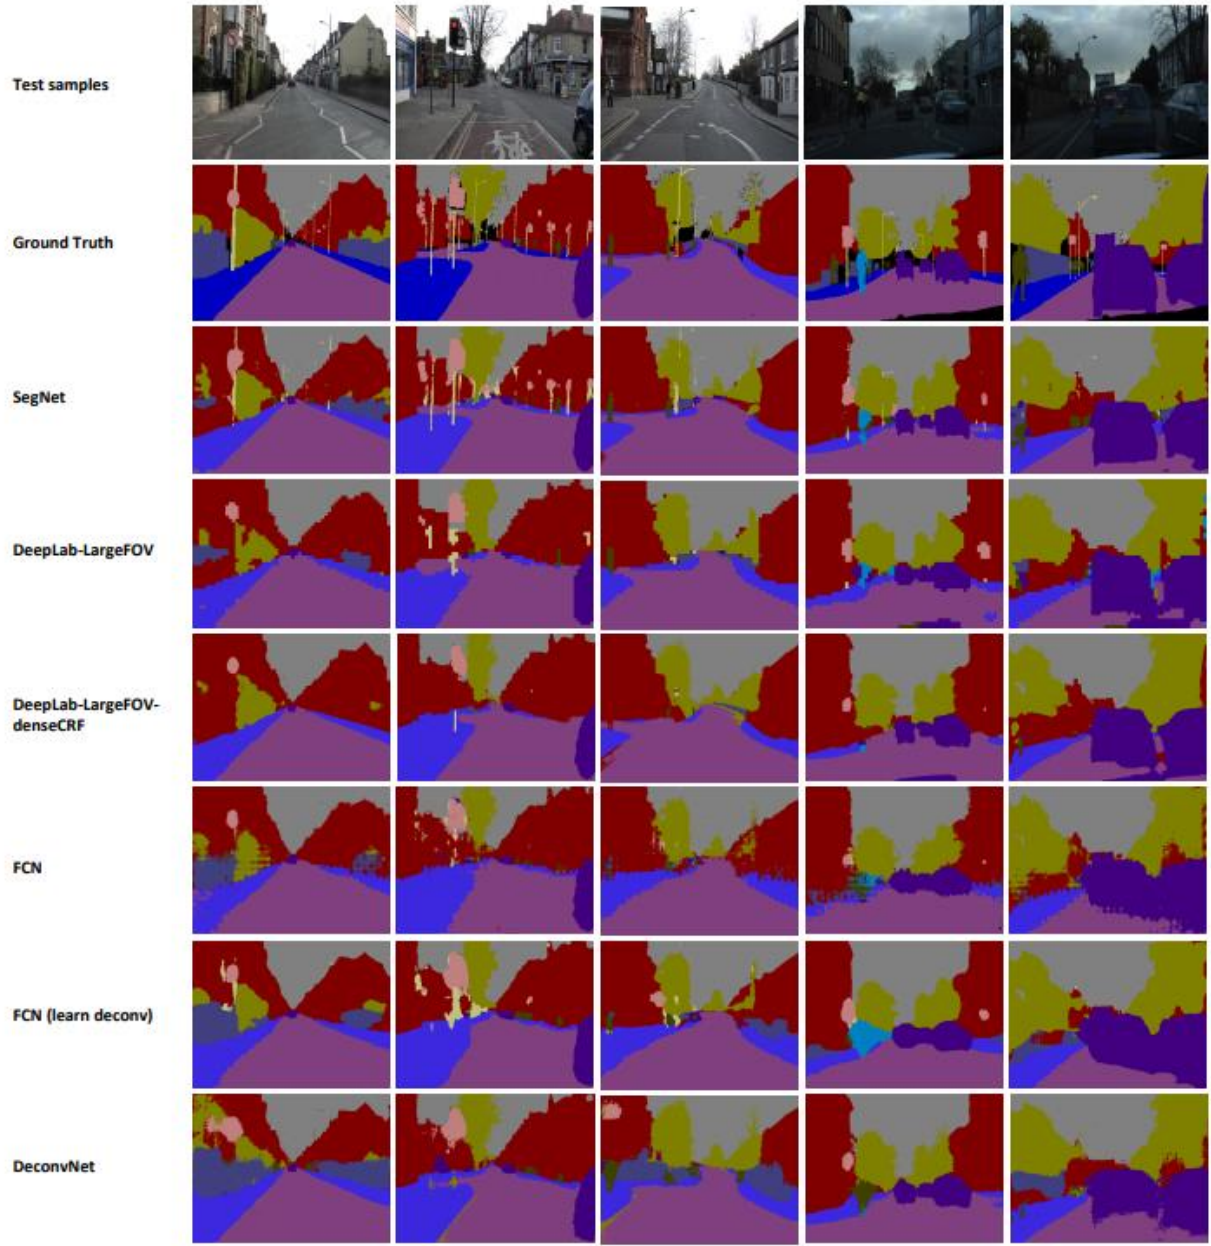 Test samples
Ground Truth
SegNet
DeepLab-LargeFOV
DeepLab-LargeFOV-
denseCRF
FCN
FCN (learn deconv)
DeconvNet